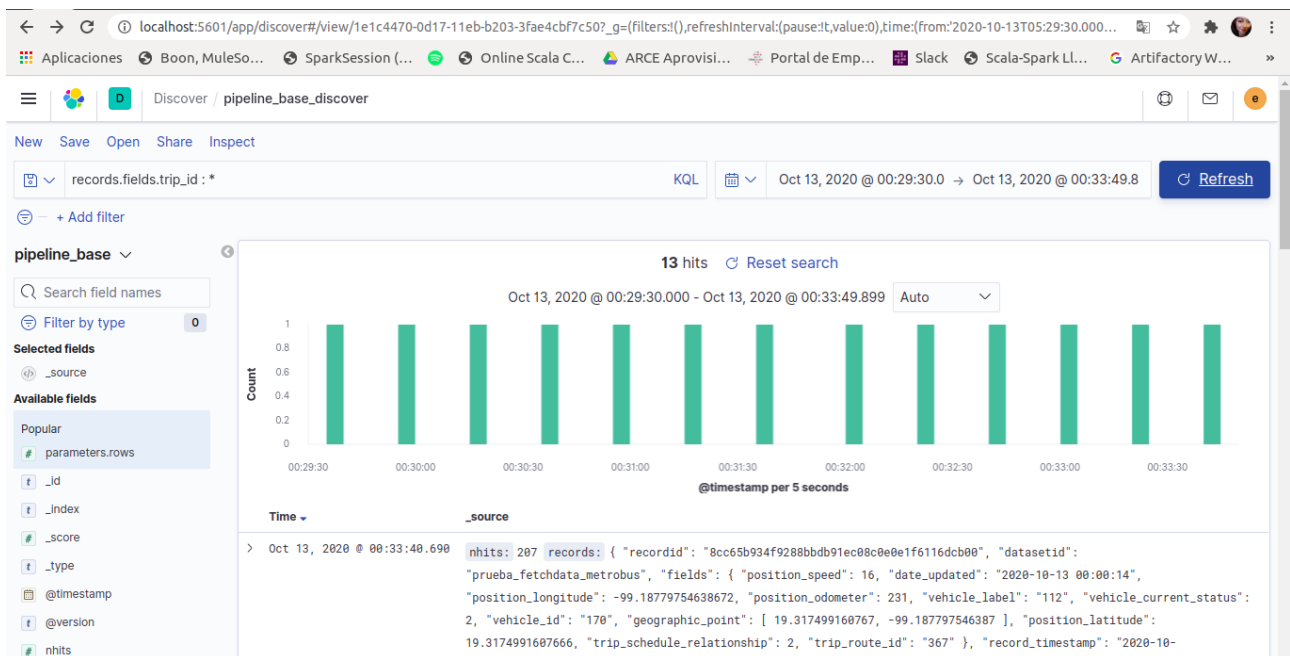 localhost:5601/app/discover#/view/1e1c4470-0d17-11eb-b203-3fae4cbf7c50?_g=(filters:!(),refreshInterval:(pause:!t,value:0),time:(from:'2020-10-13T05:29:30.000...
Aplicaciones Boon, MuleSo... SparkSession (... Online Scala C... ARCE Aprovisi... Portal de Emp... Slack Scala-Spark Ll... Artifactory W... »
D Discover / pipeline_base_discover e
New Save Open Share Inspect
records.fields.trip_id : * KQL Oct 13, 2020 @ 00:29:30.0 → Oct 13, 2020 @ 00:33:49.8 Refresh
+ Add filter
pipeline_base
Search field names
Filter by type 0
Selected fields
_source
Available fields
Popular
# parameters.rows
t _id
t _index
# _score
t _type
@timestamp
t @version
# nhits
13 hits Reset search
Oct 13, 2020 @ 00:29:30.000 - Oct 13, 2020 @ 00:33:49.899 Auto
Count
1
0.8
0.6
0.4
0.2
0
00:29:30 00:30:00 00:30:30 00:31:00 00:31:30 00:32:00 00:32:30 00:33:00 00:33:30
@timestamp per 5 seconds
Time _source
Oct 13, 2020 @ 00:33:40.690 nhits: 207 records: { "recordid": "8cc65b934f9288bbdb91ec08c0e0e1f6116dcb00", "datasetid":
"prueba_fetchdata_metrobus", "fields": { "position_speed": 16, "date_updated": "2020-10-13 00:00:14",
"position_longitude": -99.18779754638672, "position_odometer": 231, "vehicle_label": "112", "vehicle_current_status":
2, "vehicle_id": "170", "geographic_point": [ 19.317499160767, -99.187797546387 ], "position_latitude":
19.3174991607666, "trip_schedule_relationship": 2, "trip_route_id": "367" }, "record_timestamp": "2020-10-